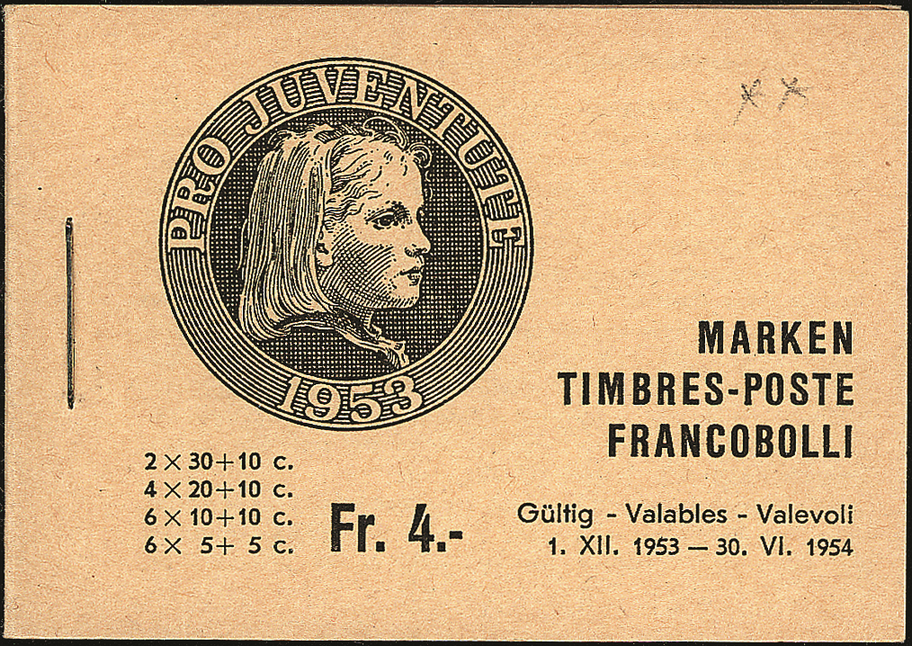 PRO JUVENTUTE
1953
MARKEN
TIMBRES-POSTE
FRANCOBOLLI
2 × 30+10 c.
4 × 20+10 c.
6 × 10+10 c.
6 × 5+ 5 c.
Fr. 4.-
Gültig - Valables - Valevoli
1. XII. 1953 — 30. VI. 1954